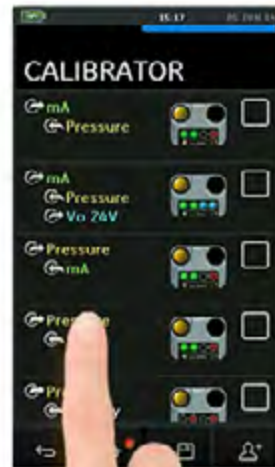 15:17
CALIBRATOR
mA
Pressure
mA
Pressure
Vo 24V
Pressure
mA